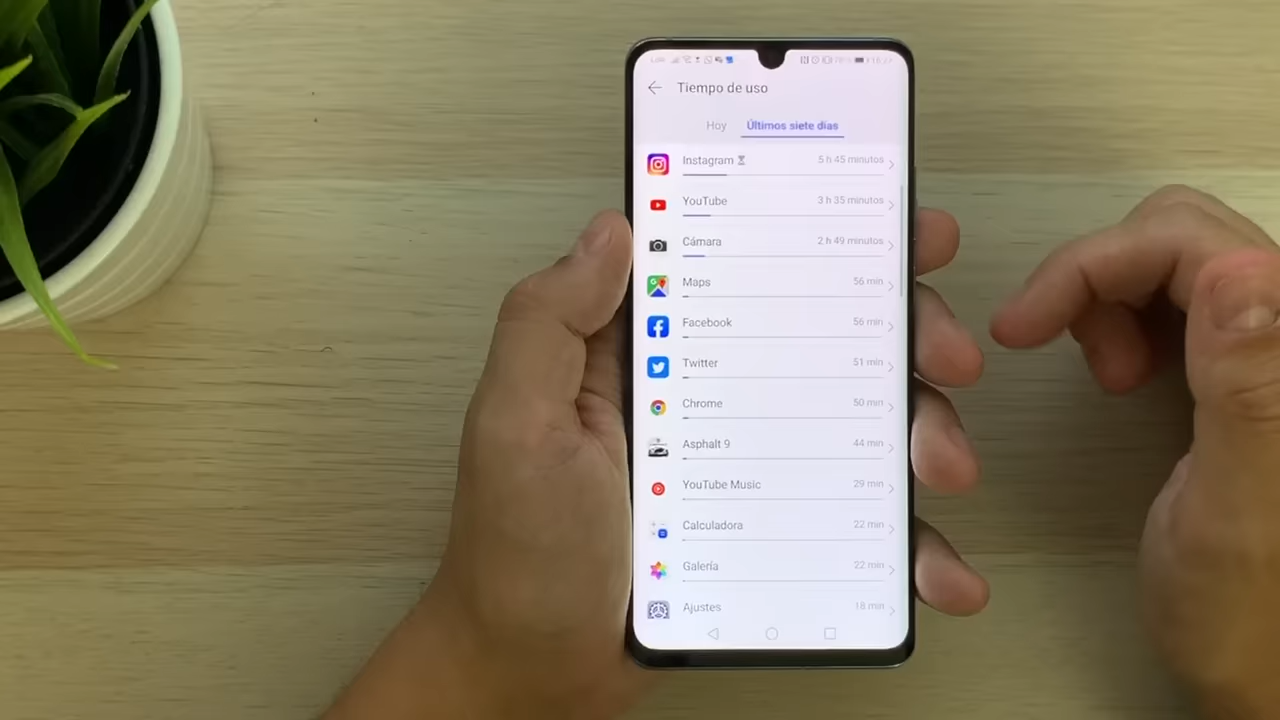 Tiempo de uso
Hoy Últimos siete días
Instagram 5 h 45 minutos
YouTube 3 h 35 minutos
Cámara 2 h 49 minutos
Maps 56 min
Facebook 56 min
Twitter 51 min
Chrome 50 min
Asphalt 9 44 min
YouTube Music 29 min
Calculadora 22 min
Galería 22 min
Ajustes 18 min